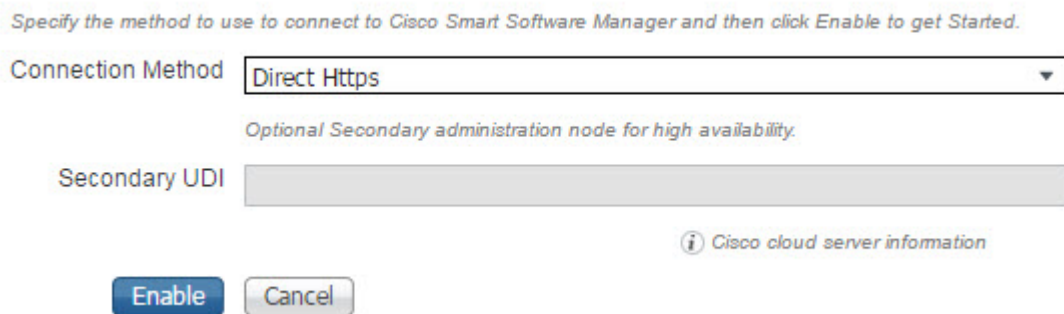 Specify the method to use to connect to Cisco Smart Software Manager and then click Enable to get Started.
Connection Method Direct Https
Optional Secondary administration node for high availability.
Secondary UDI
Cisco cloud server information
Enable Cancel